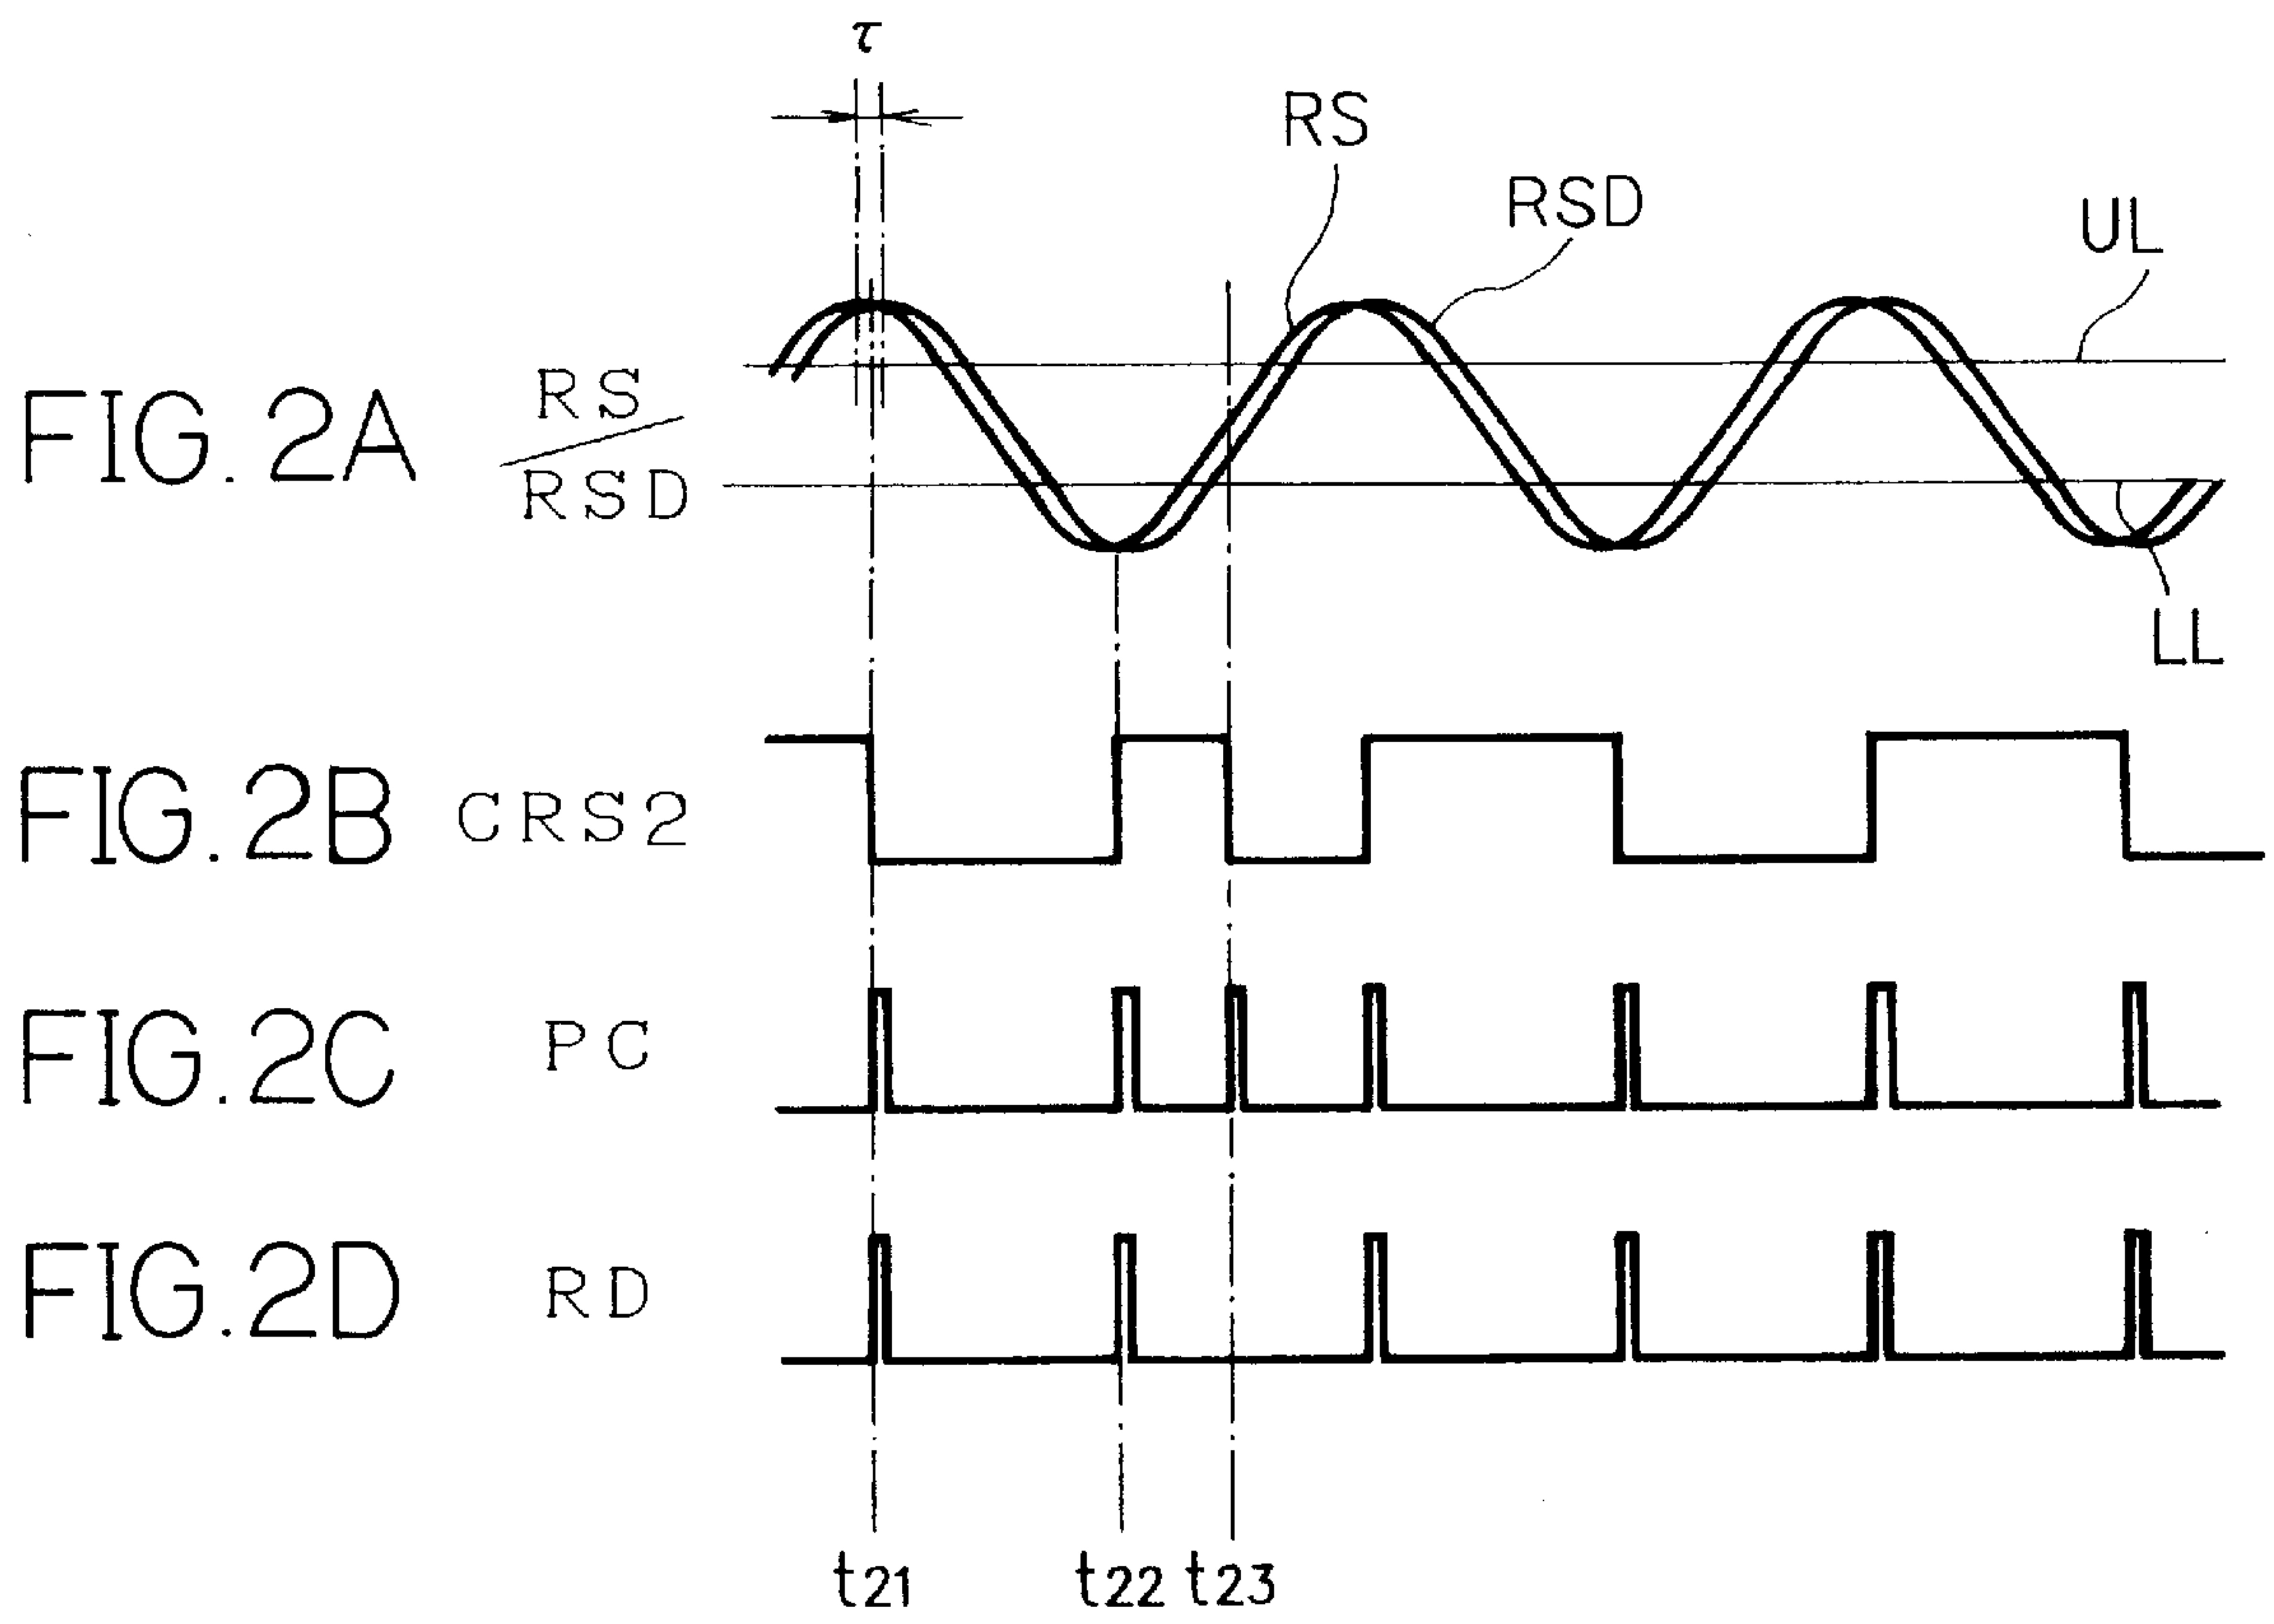 τ
RS
RSD
UL
FIG. 2A
RS
RSD
LL
FIG. 2B CRS2
FIG. 2C PC
FIG. 2D RD
t21 t22 t23